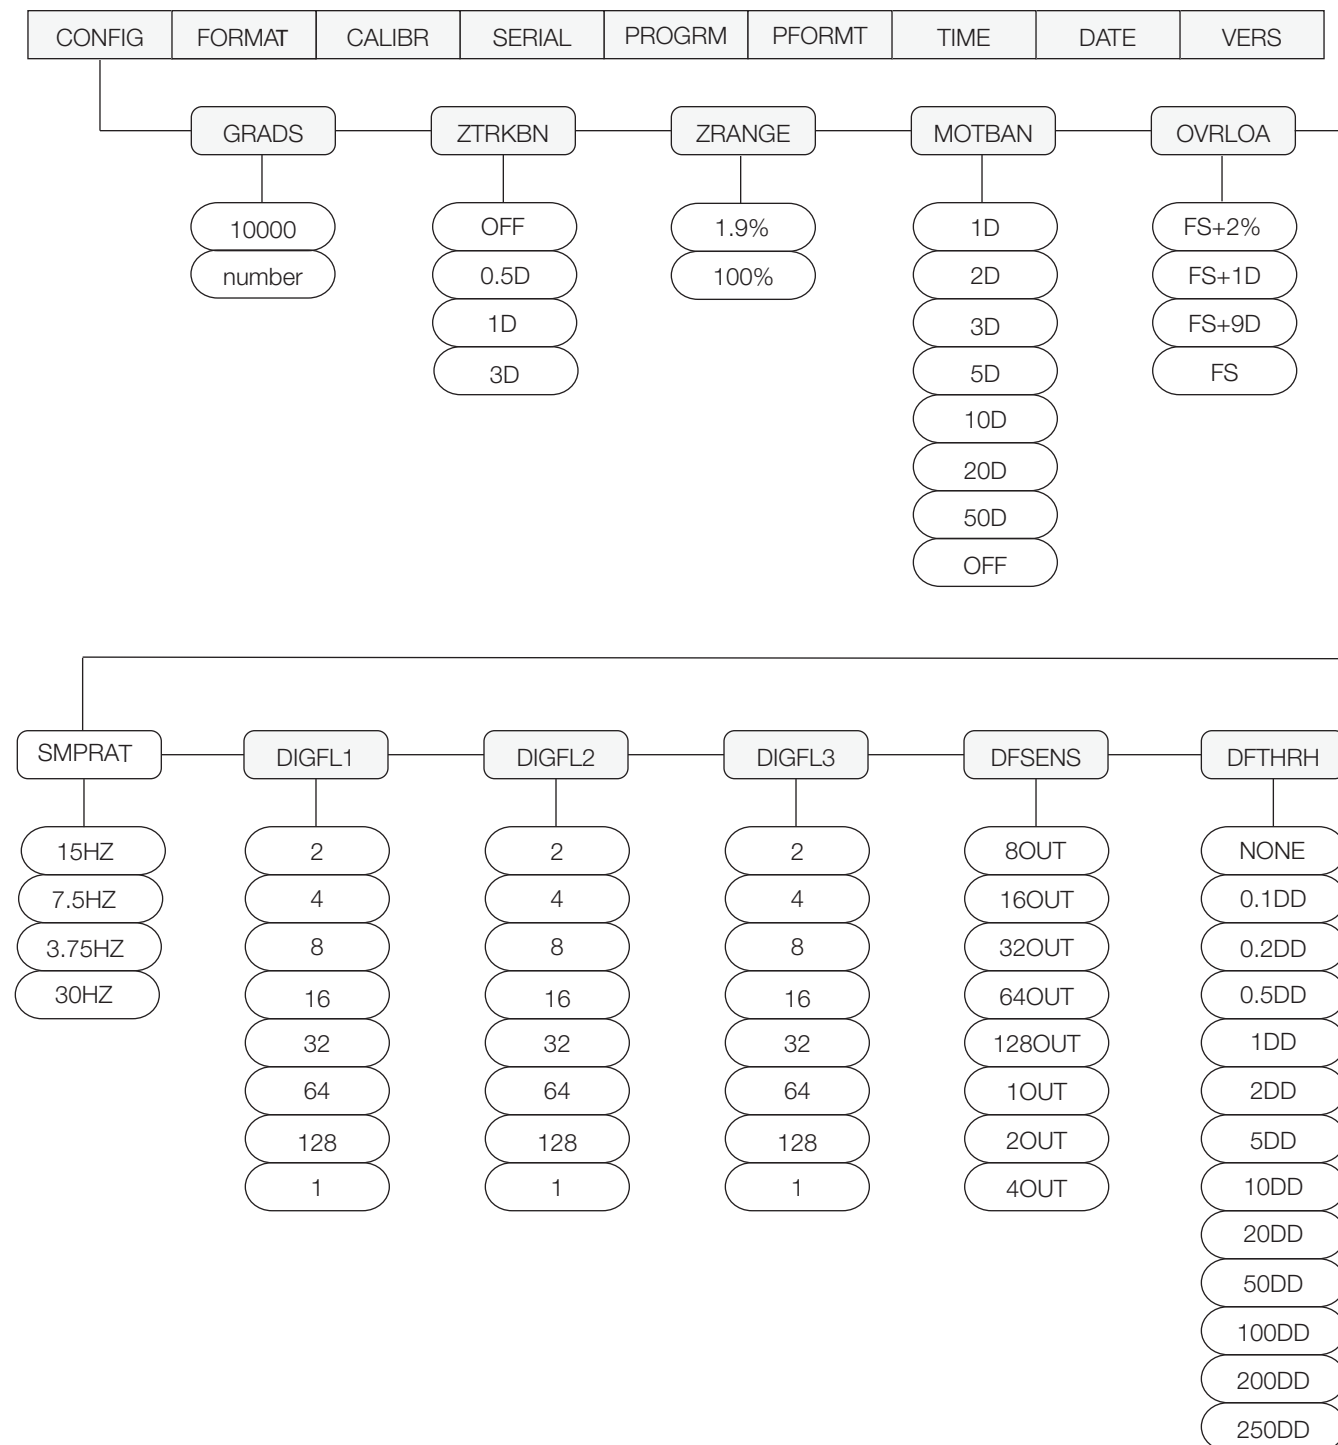 CONFIG FORMAT CALIBR SERIAL PROGRM PFORMT TIME DATE VERS
GRADS ZTRKBN ZRANGE MOTBAN OVRLOA
10000 OFF 1.9% 1D FS+2%
number 0.5D 100% 2D FS+1D
1D 3D FS+9D
3D 5D FS
10D
20D
50D
OFF
SMPRAT DIGFL1 DIGFL2 DIGFL3 DFSENS DFTHRH
15HZ 2 2 2 8OUT NONE
7.5HZ 4 4 4 16OUT 0.1DD
3.75HZ 8 8 8 32OUT 0.2DD
30HZ 16 16 16 64OUT 0.5DD
32 32 32 128OUT 1DD
64 64 64 1OUT 2DD
128 128 128 2OUT 5DD
1 1 1 4OUT 10DD
20DD
50DD
100DD
200DD
250DD